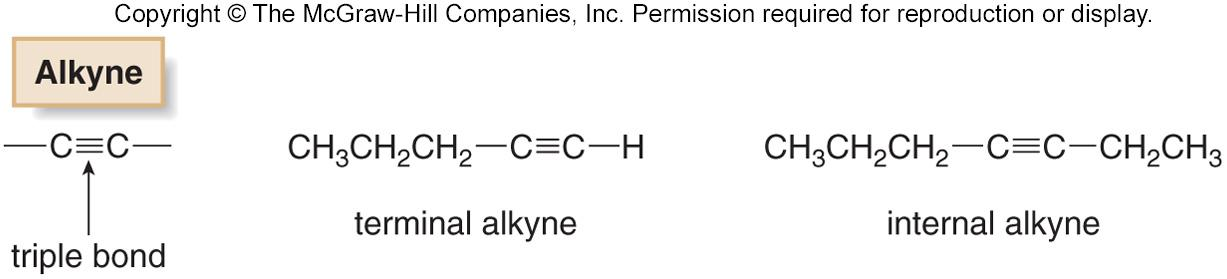 Copyright © The McGraw-Hill Companies, Inc. Permission required for reproduction or display.
Alkyne
—C≡C—
triple bond
CH₃CH₂CH₂—C≡C—H
terminal alkyne
CH₃CH₂CH₂—C≡C—CH₂CH₃
internal alkyne